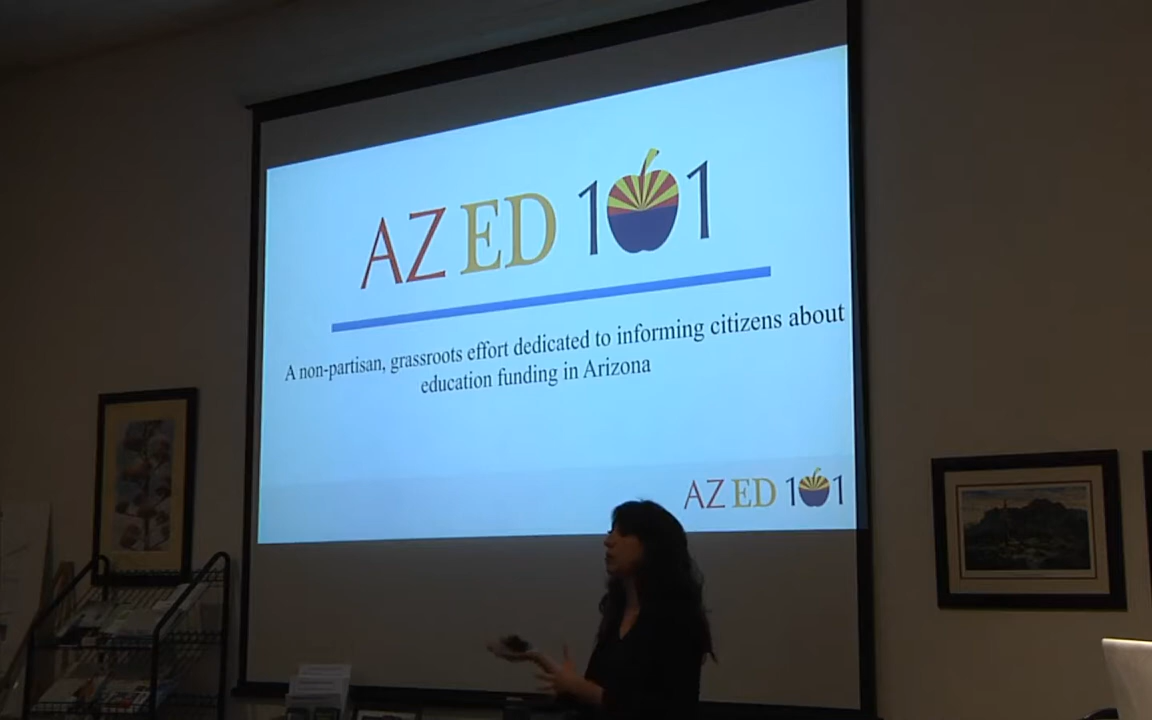 AZ ED 101
A non-partisan, grassroots effort dedicated to informing citizens about
education funding in Arizona
AZ ED 101